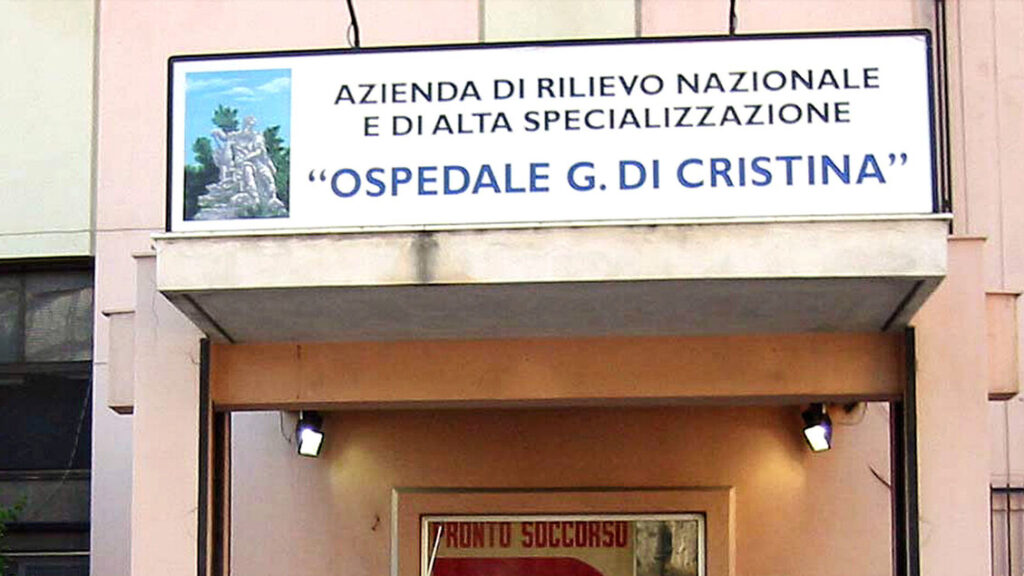 AZIENDA DI RILIEVO NAZIONALE
E DI ALTA SPECIALIZZAZIONE
“OSPEDALE G. DI CRISTINA”
PRONTO SOCCORSO